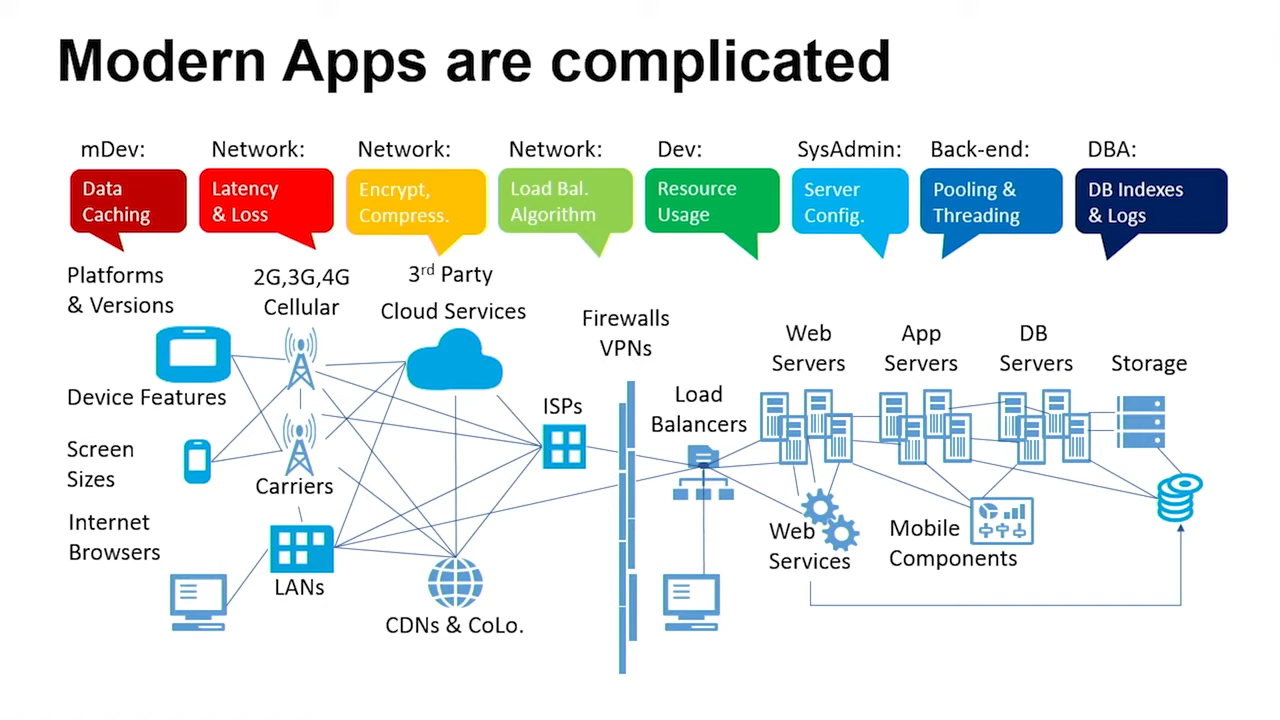 Modern Apps are complicated
mDev:
Network:
Network:
Network:
Dev:
SysAdmin:
Back-end:
DBA:
Data
Caching
Latency
& Loss
Encrypt,
Compress.
Load Bal.
Algorithm
Resource
Usage
Server
Config.
Pooling &
Threading
DB Indexes
& Logs
Platforms
& Versions
2G,3G,4G
Cellular
3rd Party
Cloud Services
Firewalls
VPNs
Web
Servers
App
Servers
DB
Servers
Storage
Device Features
ISPs
Load
Balancers
Screen
Sizes
Carriers
Internet
Browsers
LANs
CDNs & CoLo.
Web
Services
Mobile
Components